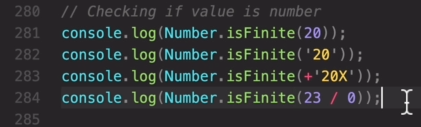 280 // Checking if value is number
281 console.log(Number.isFinite(20));
282 console.log(Number.isFinite('20'));
283 console.log(Number.isFinite(+'20X'));
284 console.log(Number.isFinite(23 / 0));
285